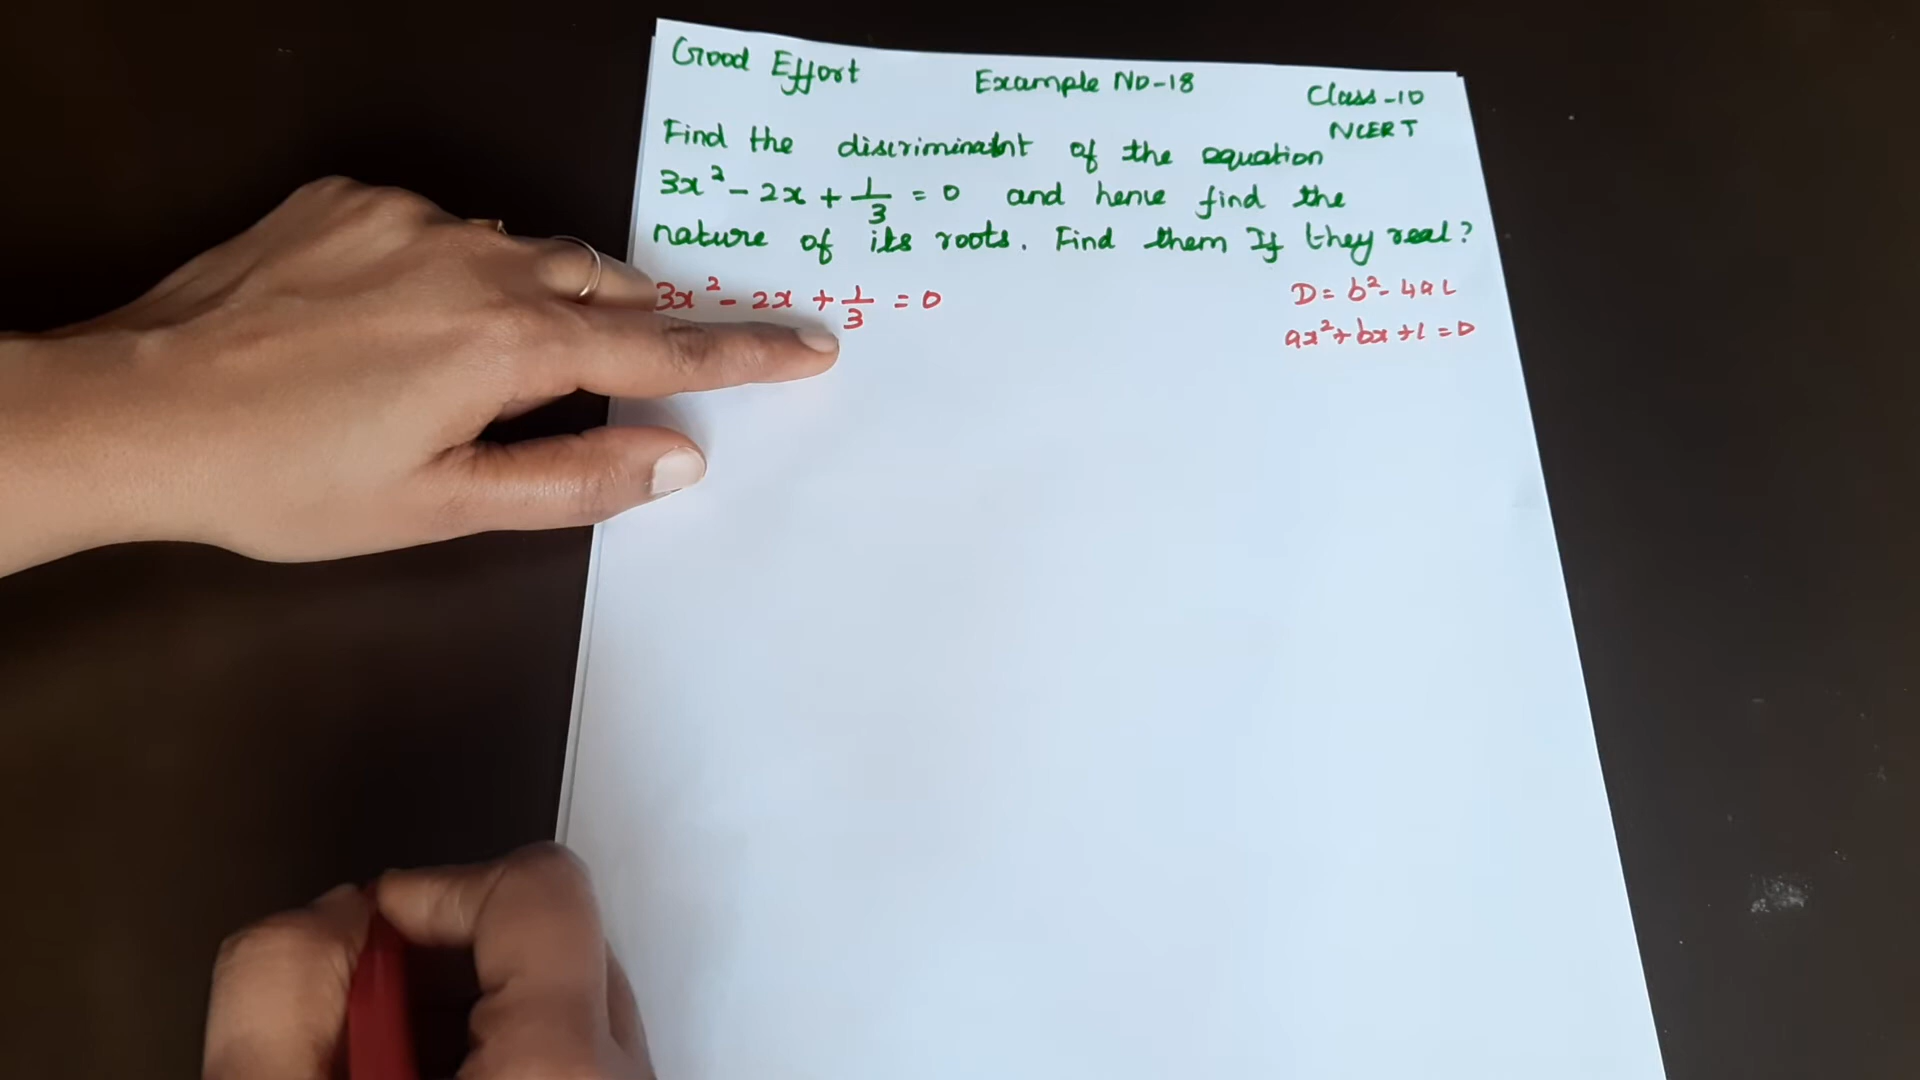 Good Effort Example No-18 Class-10
NCERT
Find the discriminant of the equation
3x² - 2x + 1/3 = 0 and hence find the
nature of its roots. Find them If they real?
3x² - 2x + 1/3 = 0 D = b² - 4ac
ax² + bx + c = 0